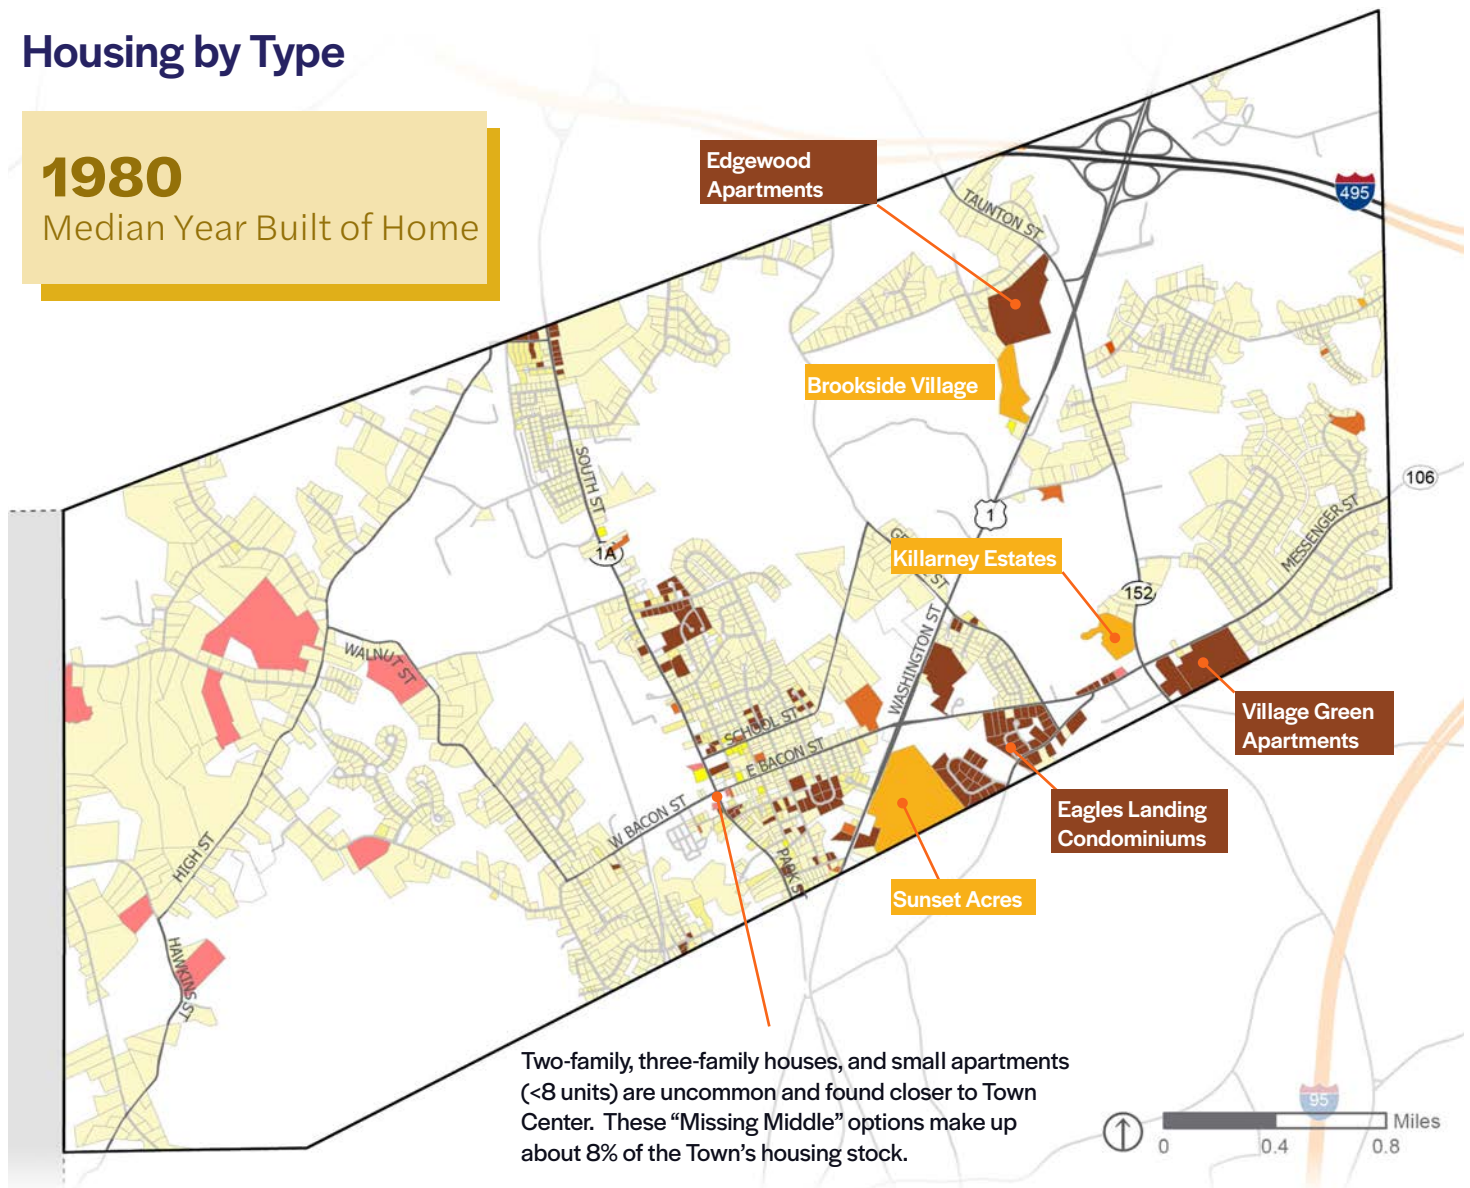 Housing by Type
1980
Median Year Built of Home
Edgewood
Apartments
TAUNTON ST
495
Brookside Village
SOUTH ST
1A
106
1
MESSENGER ST
Killarney Estates
152
WALNUT ST
WASHINGTON ST
SCHOOL ST
E BACON ST
Village Green
Apartments
W BACON ST
Eagles Landing
Condominiums
HIGH ST
PARK ST
Sunset Acres
HAWKINS ST
Two-family, three-family houses, and small apartments
(<8 units) are uncommon and found closer to Town
Center. These “Missing Middle” options make up
about 8% of the Town’s housing stock.
95
Miles
0 0.4 0.8